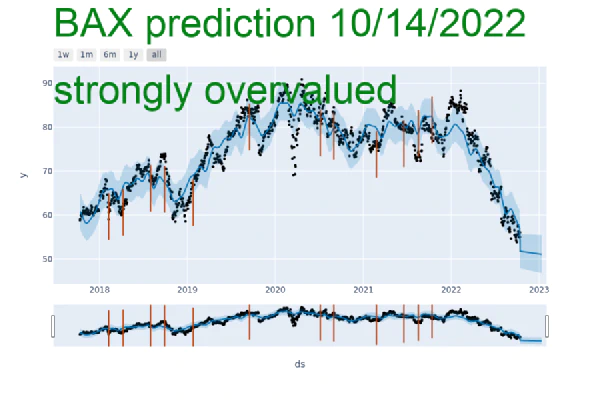 BAX prediction 10/14/2022
1w 1m 6m 1y all
strongly overvalued
90
80
y
70
60
50
2018 2019 2020 2021 2022 2023
ds